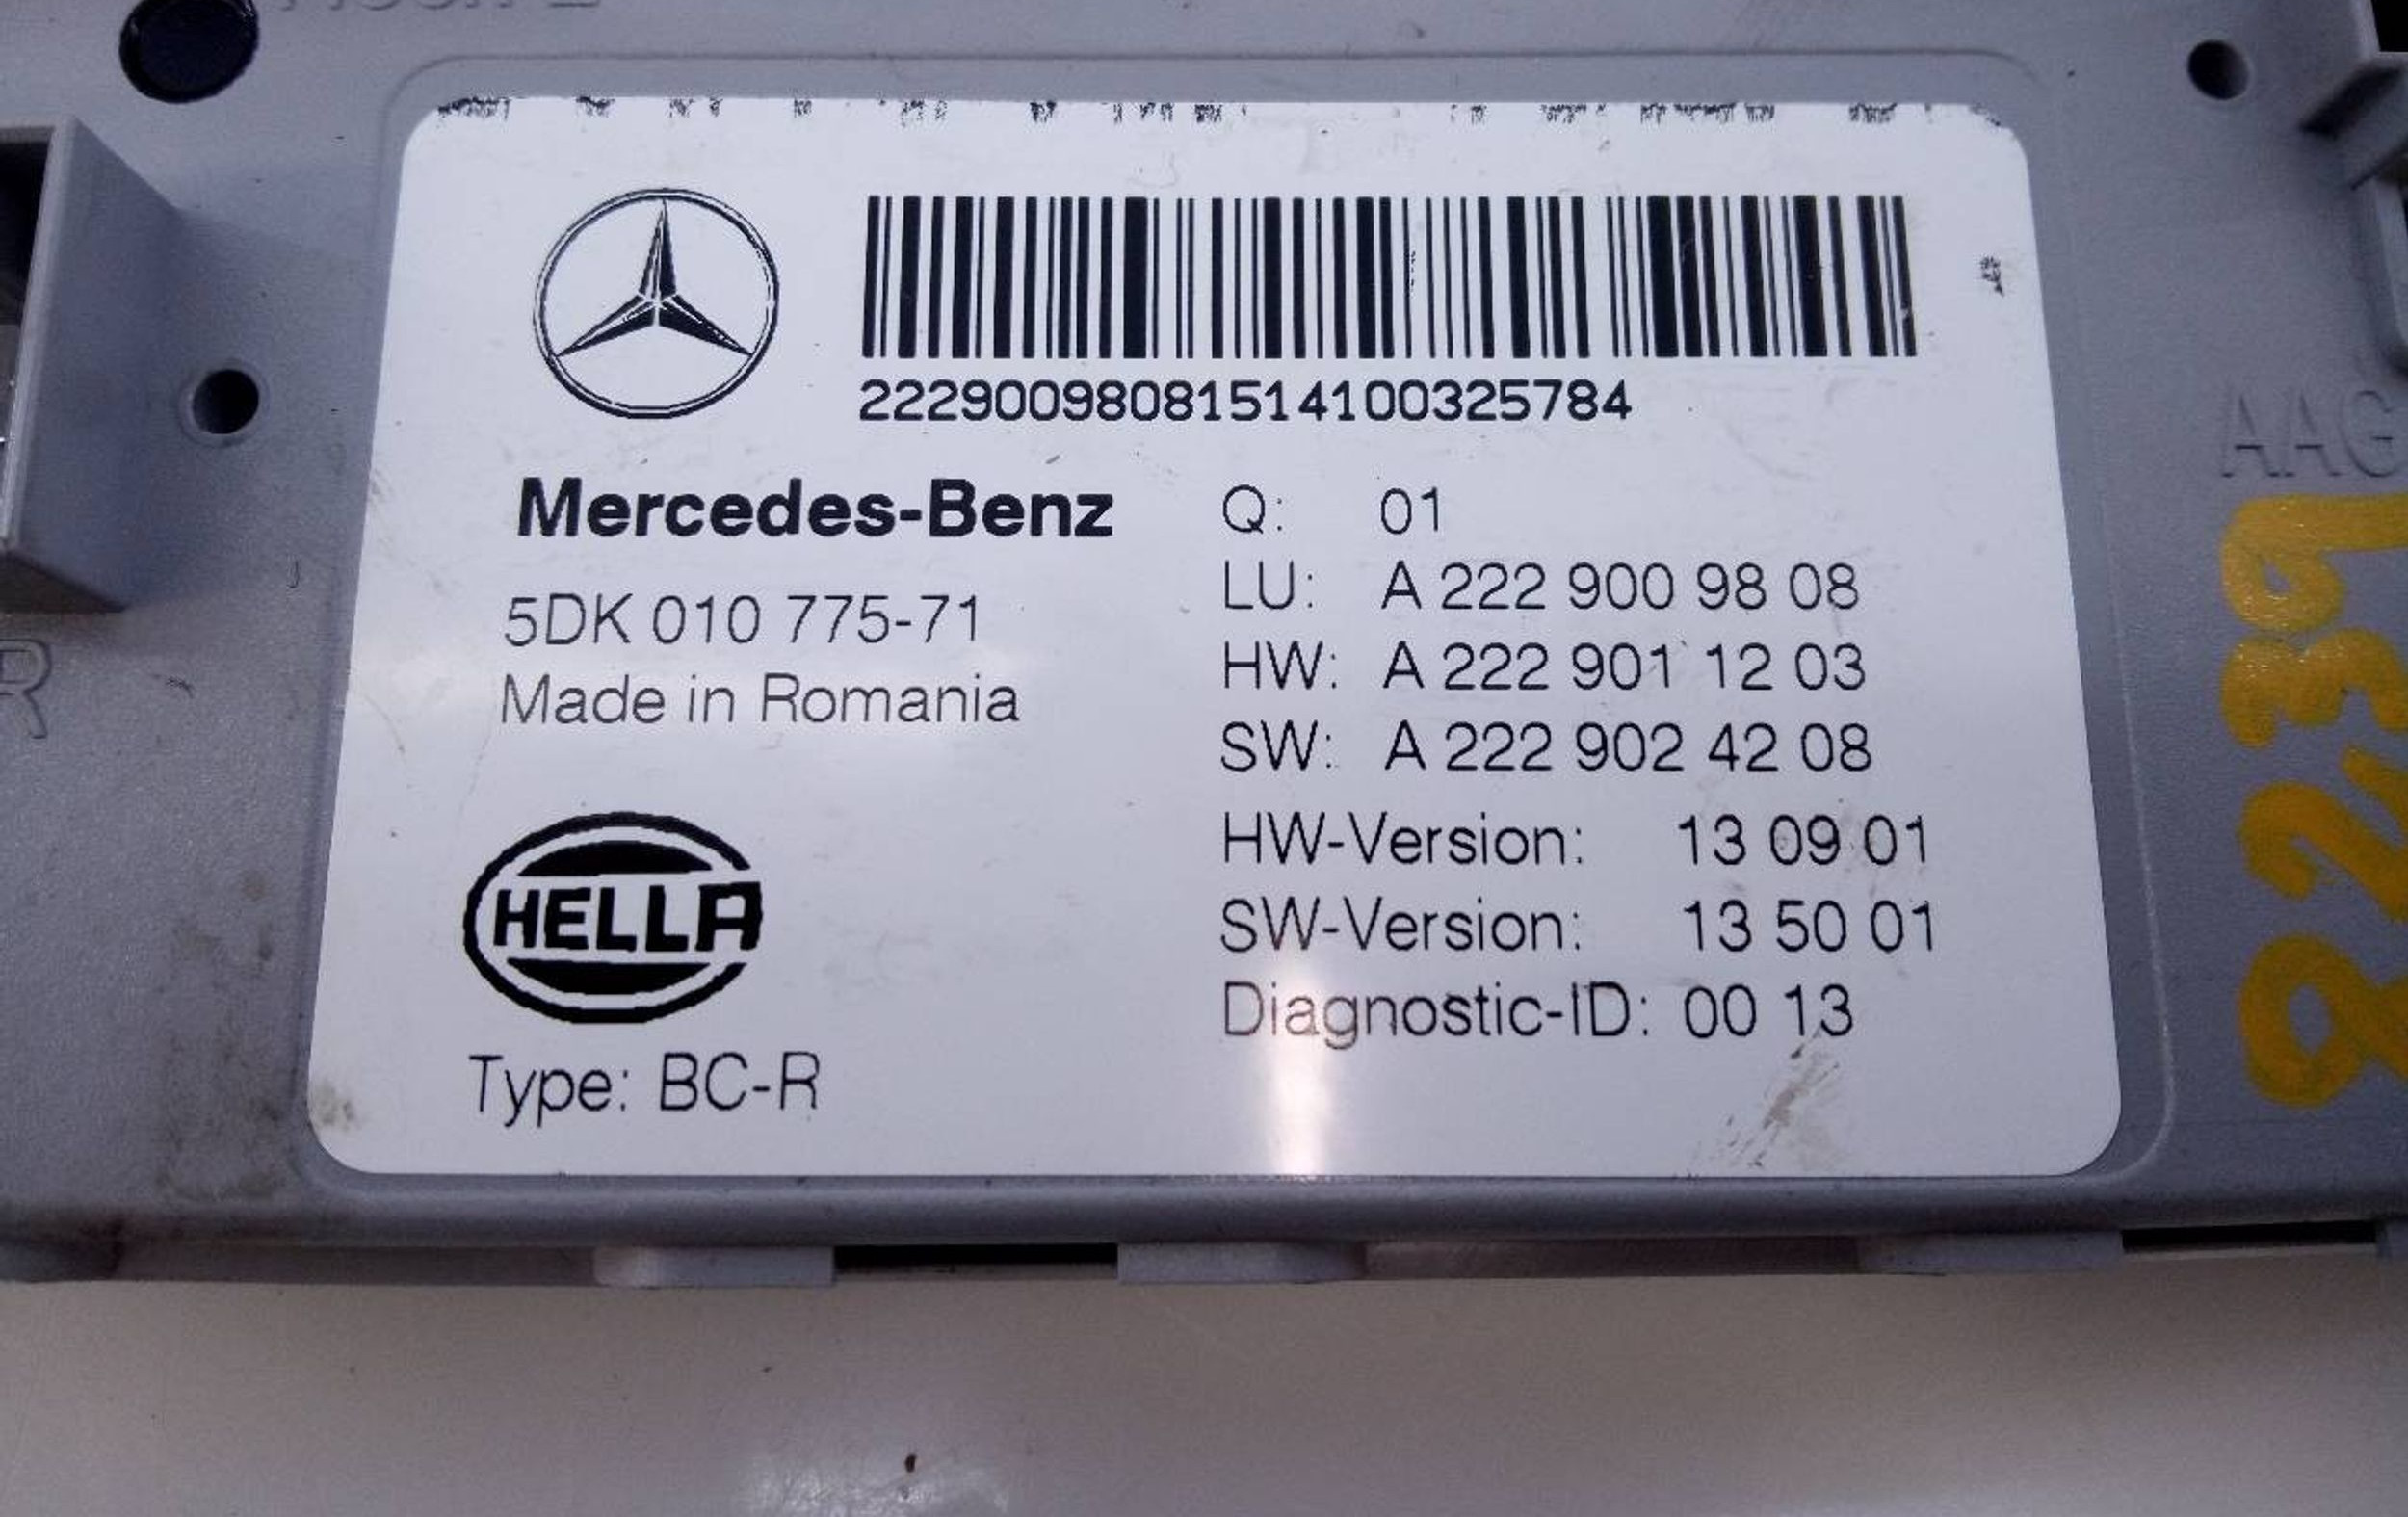 22290098081514100325784
Mercedes-Benz
5DK 010 775-71
Made in Romania
HELLA
Type: BC-R
Q: 01
LU: A 222 900 98 08
HW: A 222 901 12 03
SW: A 222 902 42 08
HW-Version: 13 09 01
SW-Version: 13 50 01
Diagnostic-ID: 00 13
AAG
R